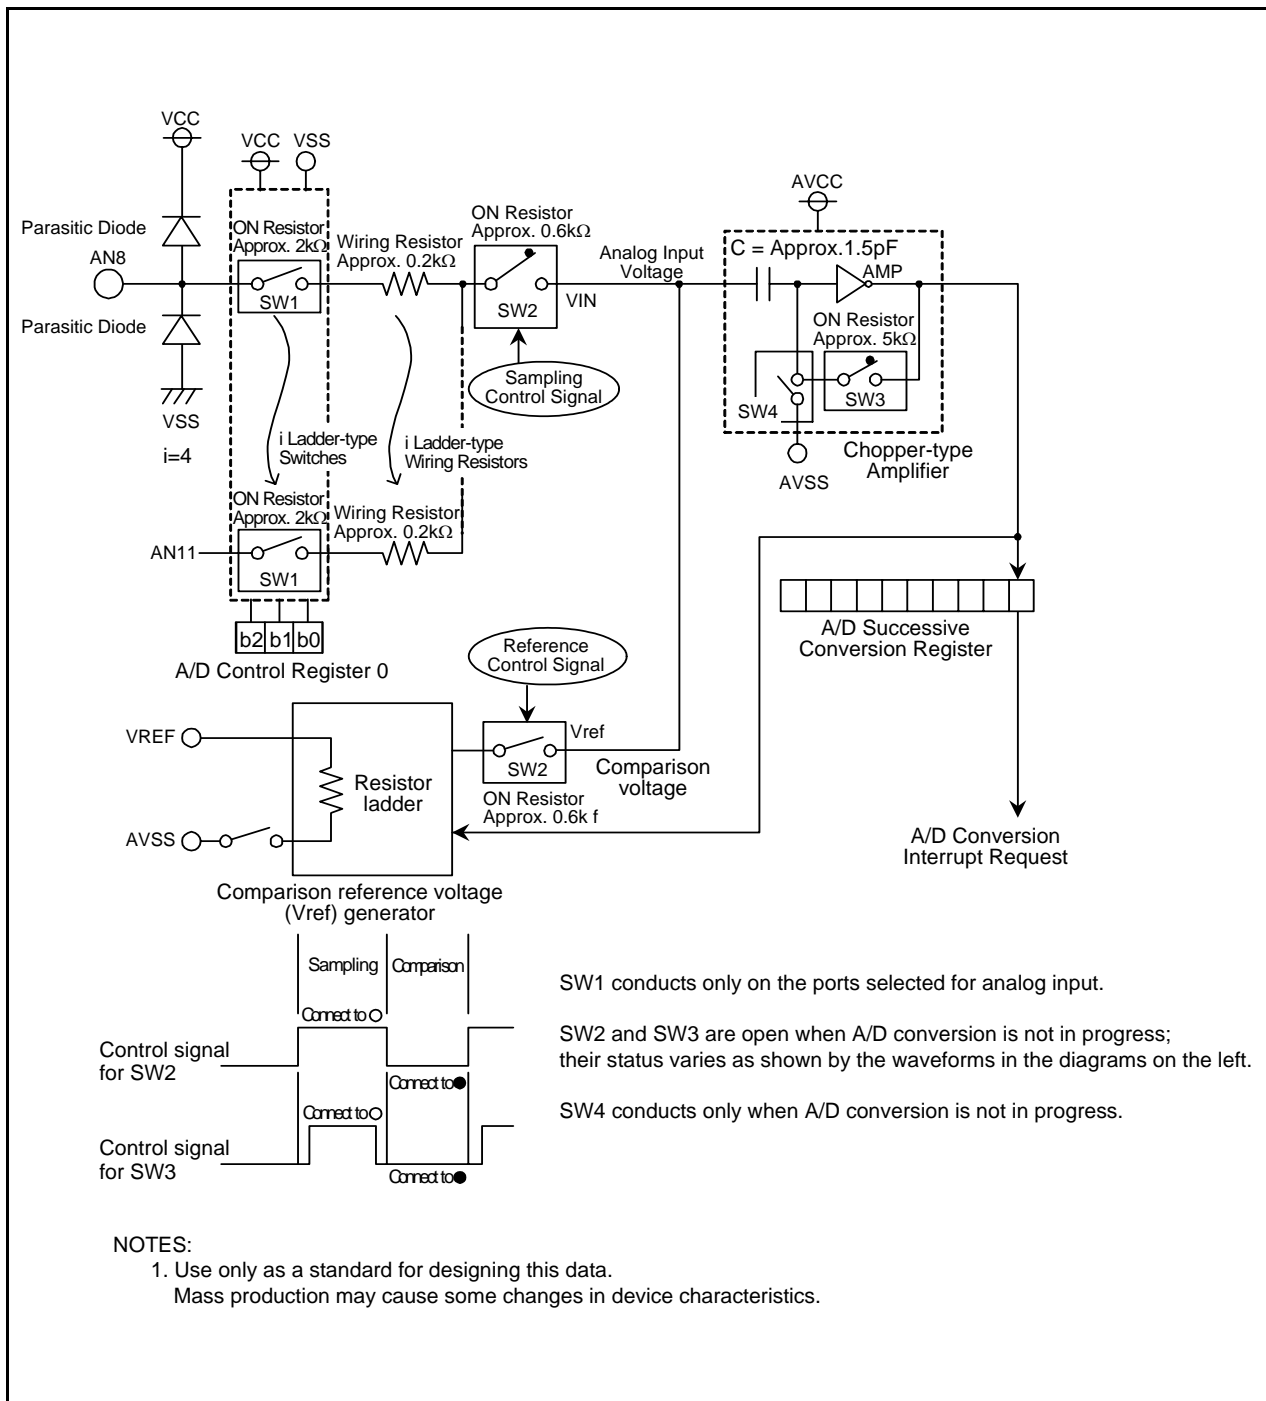 VCC
VCC VSS
AVCC
Parasitic Diode
ON Resistor
Approx. 2kΩ
Wiring Resistor
Approx. 0.2kΩ
ON Resistor
Approx. 0.6kΩ
Analog Input
Voltage
C = Approx.1.5pF
AMP
AN8
SW1
SW2
VIN
Parasitic Diode
ON Resistor
Approx. 5kΩ
Sampling
Control Signal
SW4
SW3
VSS
i=4
i Ladder-type
Switches
i Ladder-type
Wiring Resistors
Chopper-type
Amplifier
AVSS
ON Resistor
Approx. 2kΩ
Wiring Resistor
Approx. 0.2kΩ
AN11
SW1
b2 b1 b0
A/D Control Register 0
Reference
Control Signal
A/D Successive
Conversion Register
VREF
Vref
SW2
Resistor
ladder
Comparison
voltage
ON Resistor
Approx. 0.6k f
AVSS
A/D Conversion
Interrupt Request
Comparison reference voltage
(Vref) generator
Sampling Comparison
Connect to
Control signal
for SW2
Connect to
Connect to
Control signal
for SW3
Connect to
SW1 conducts only on the ports selected for analog input.
SW2 and SW3 are open when A/D conversion is not in progress;
their status varies as shown by the waveforms in the diagrams on the left.
SW4 conducts only when A/D conversion is not in progress.
NOTES:
1. Use only as a standard for designing this data.
Mass production may cause some changes in device characteristics.